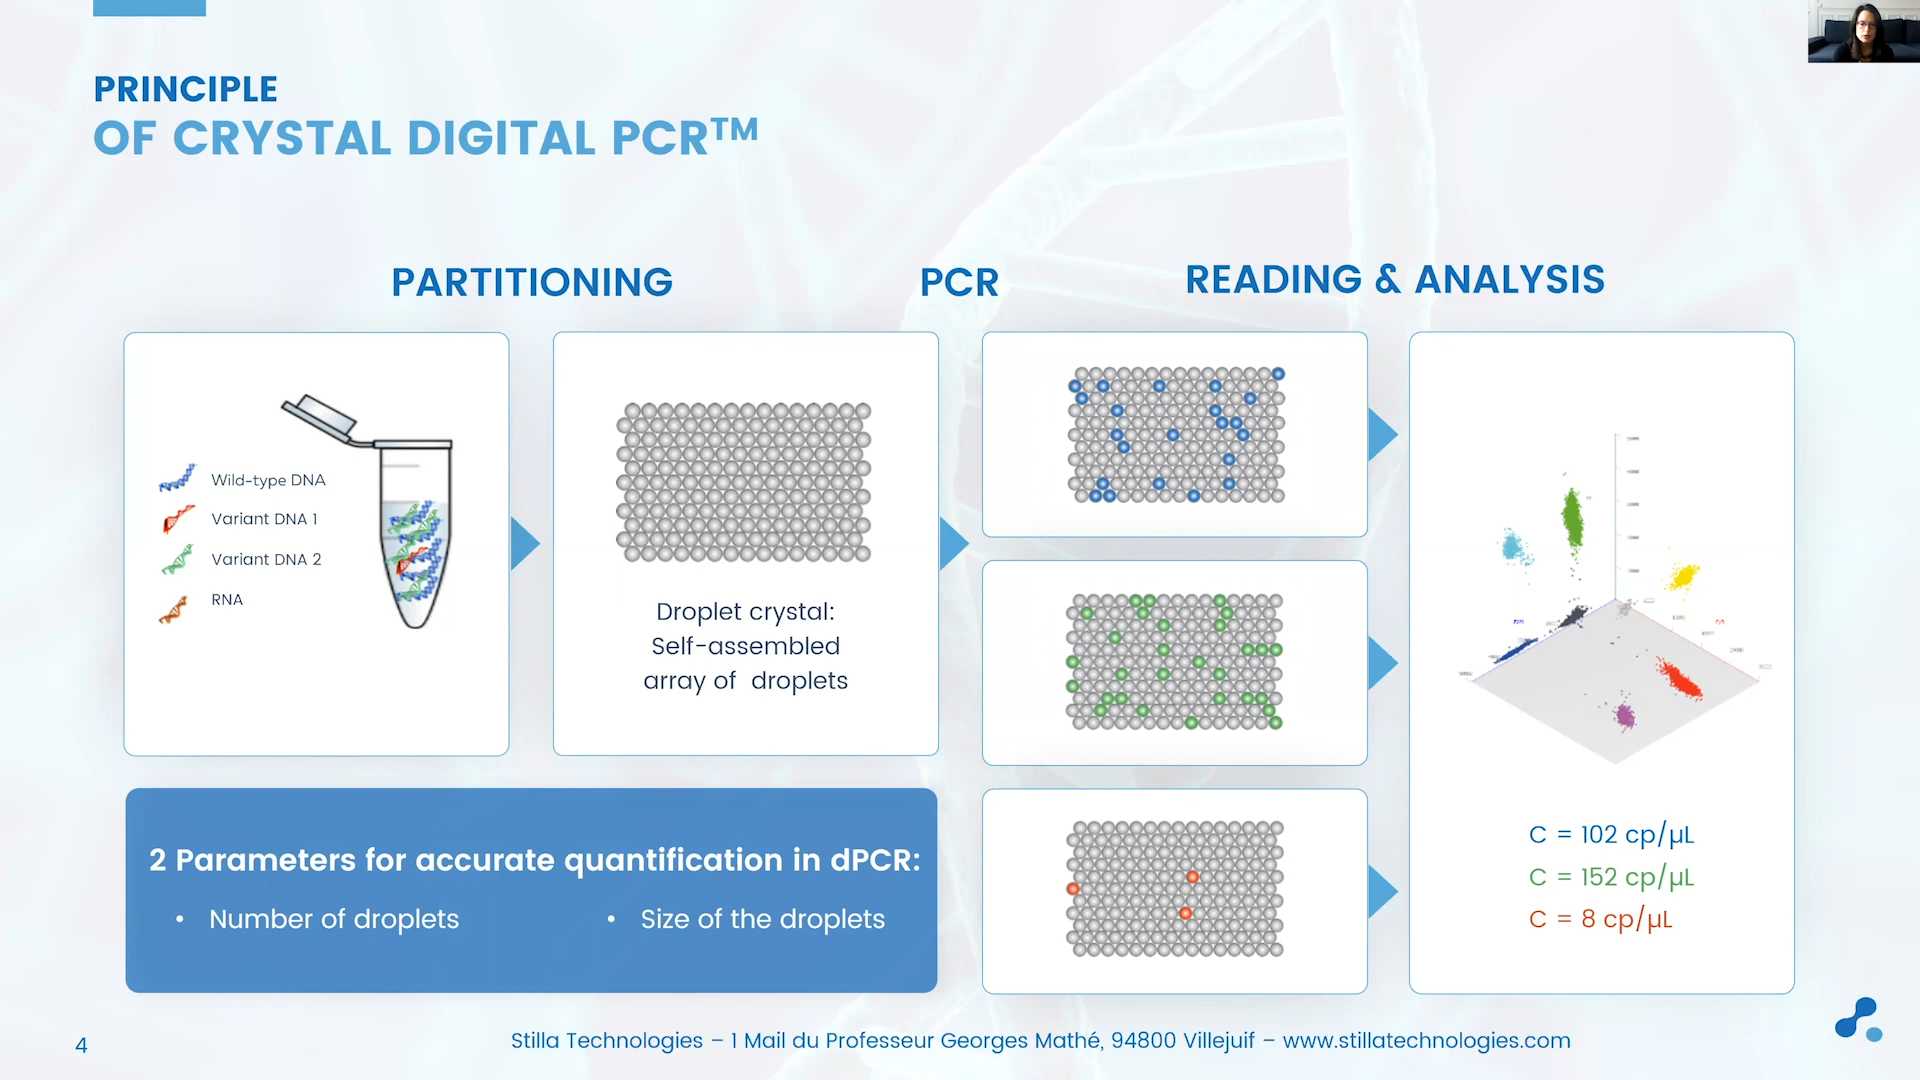 PRINCIPLE
OF CRYSTAL DIGITAL PCR™
PARTITIONING
PCR
READING & ANALYSIS
Wild-type DNA
Variant DNA 1
Variant DNA 2
RNA
Droplet crystal:
Self-assembled
array of droplets
2 Parameters for accurate quantification in dPCR:
• Number of droplets
• Size of the droplets
C = 102 cp/µL
C = 152 cp/µL
C = 8 cp/µL
4
Stilla Technologies – 1 Mail du Professeur Georges Mathé, 94800 Villejuif – www.stillatechnologies.com